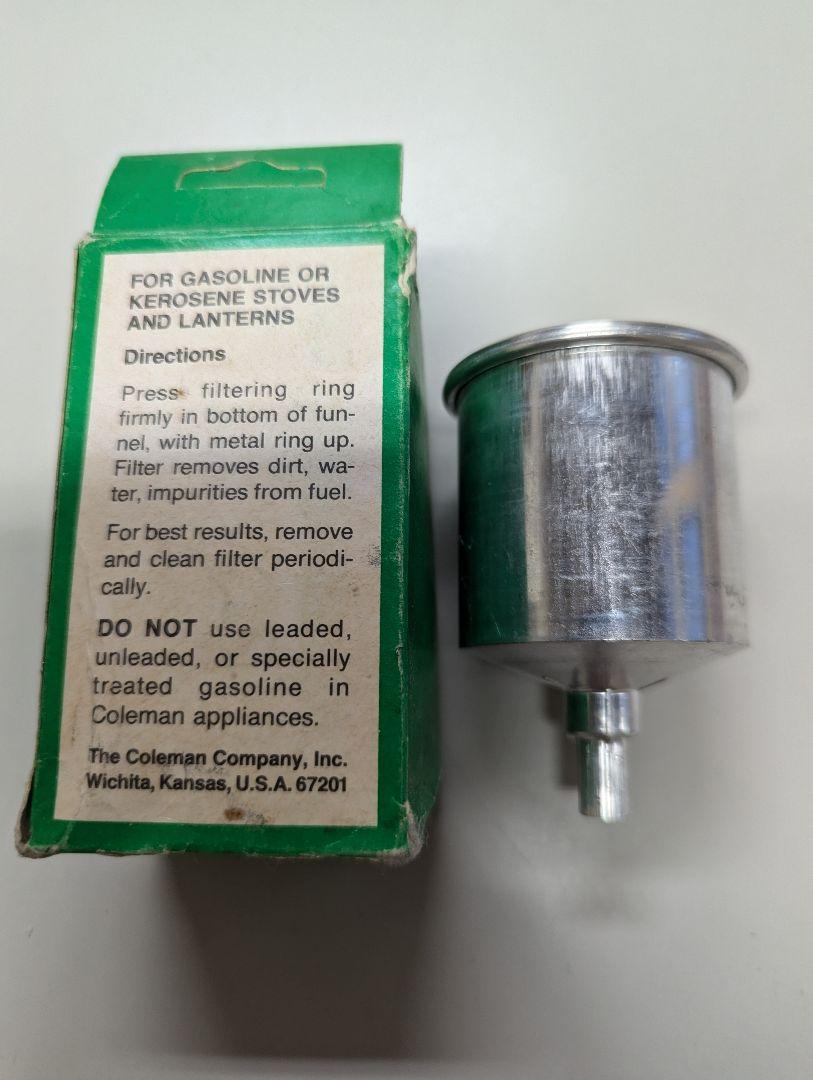 FOR GASOLINE OR
KEROSENE STOVES
AND LANTERNS
Directions
Press filtering ring
firmly in bottom of fun-
nel, with metal ring up.
Filter removes dirt, wa-
ter, impurities from fuel.
For best results, remove
and clean filter periodi-
cally.
DO NOT use leaded,
unleaded, or specially
treated gasoline in
Coleman appliances.
The Coleman Company, Inc.
Wichita, Kansas, U.S.A. 67201